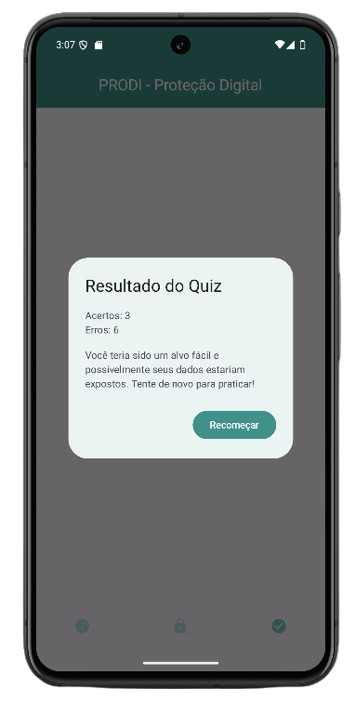 3:07
PRODI - Proteção Digital
Resultado do Quiz
Acertos: 3
Erros: 6
Você teria sido um alvo fácil e
possivelmente seus dados estariam
expostos. Tente de novo para praticar!
Recomeçar